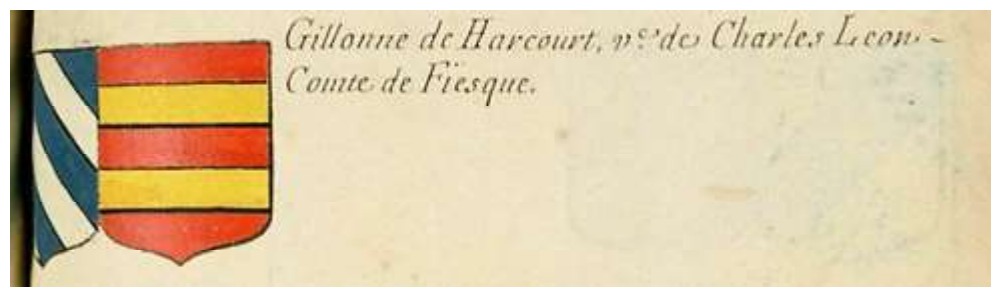 Gillonne de Harcourt, v.e de Charles Leon-
Comte de Fiesque.